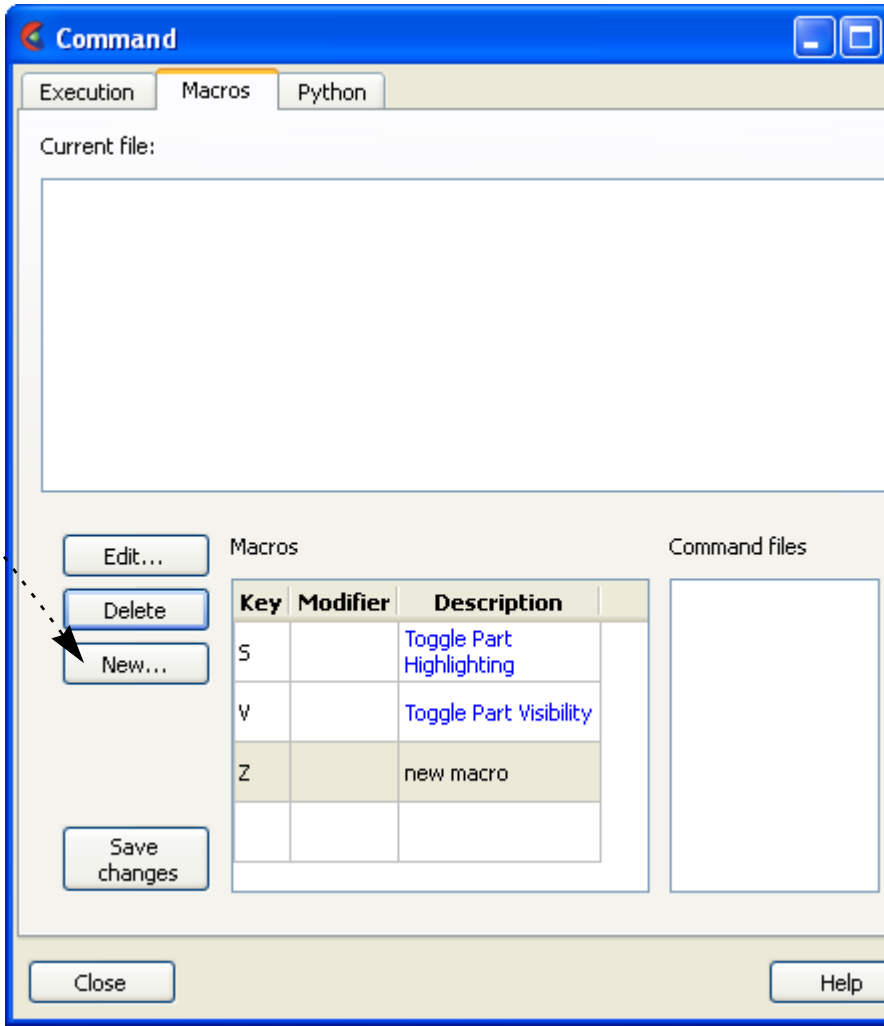 Command
Execution Macros Python
Current file:
Edit...
Delete
New...
Save
changes
Macros
Key Modifier Description
S Toggle Part
Highlighting
V Toggle Part Visibility
Z new macro
Command files
Close Help